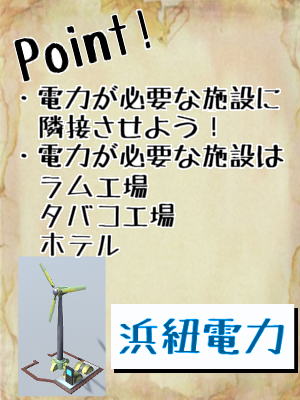 Point!
・電力が必要な施設に
隣接させよう！
・電力が必要な施設は
ラム工場
タバコ工場
ホテル
浜紐電力